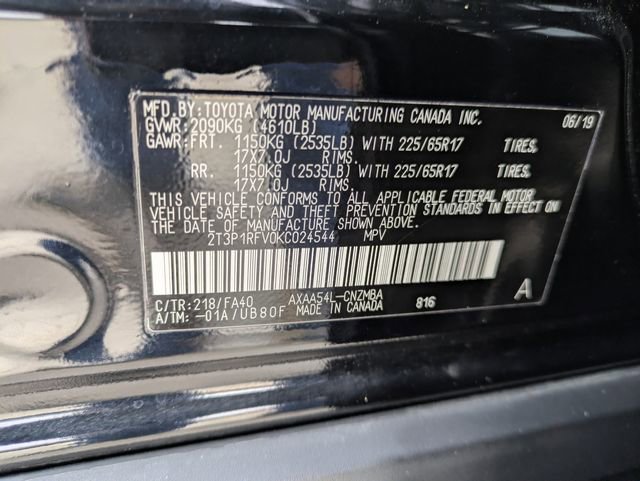 MFD.BY:TOYOTA MOTOR MANUFACTURING CANADA INC. 06/19
GVWR:2090KG (4610LB)
GAWR:FRT. 1150KG (2535LB) WITH 225/65R17 TIRES.
17X7.0J RIMS.
RR. 1150KG (2535LB) WITH 225/65R17 TIRES.
17X7.0J RIMS.
THIS VEHICLE CONFORMS TO ALL APPLICABLE FEDERAL MOTOR
VEHICLE SAFETY AND THEFT PREVENTION STANDARDS IN EFFECT ON
THE DATE OF MANUFACTURE SHOWN ABOVE.
2T3P1RFV0KC024544 MPV
C/TR:218/FA40 AXAA54L-CNZMBA 816 A
A/TM:-01A/UB80F MADE IN CANADA